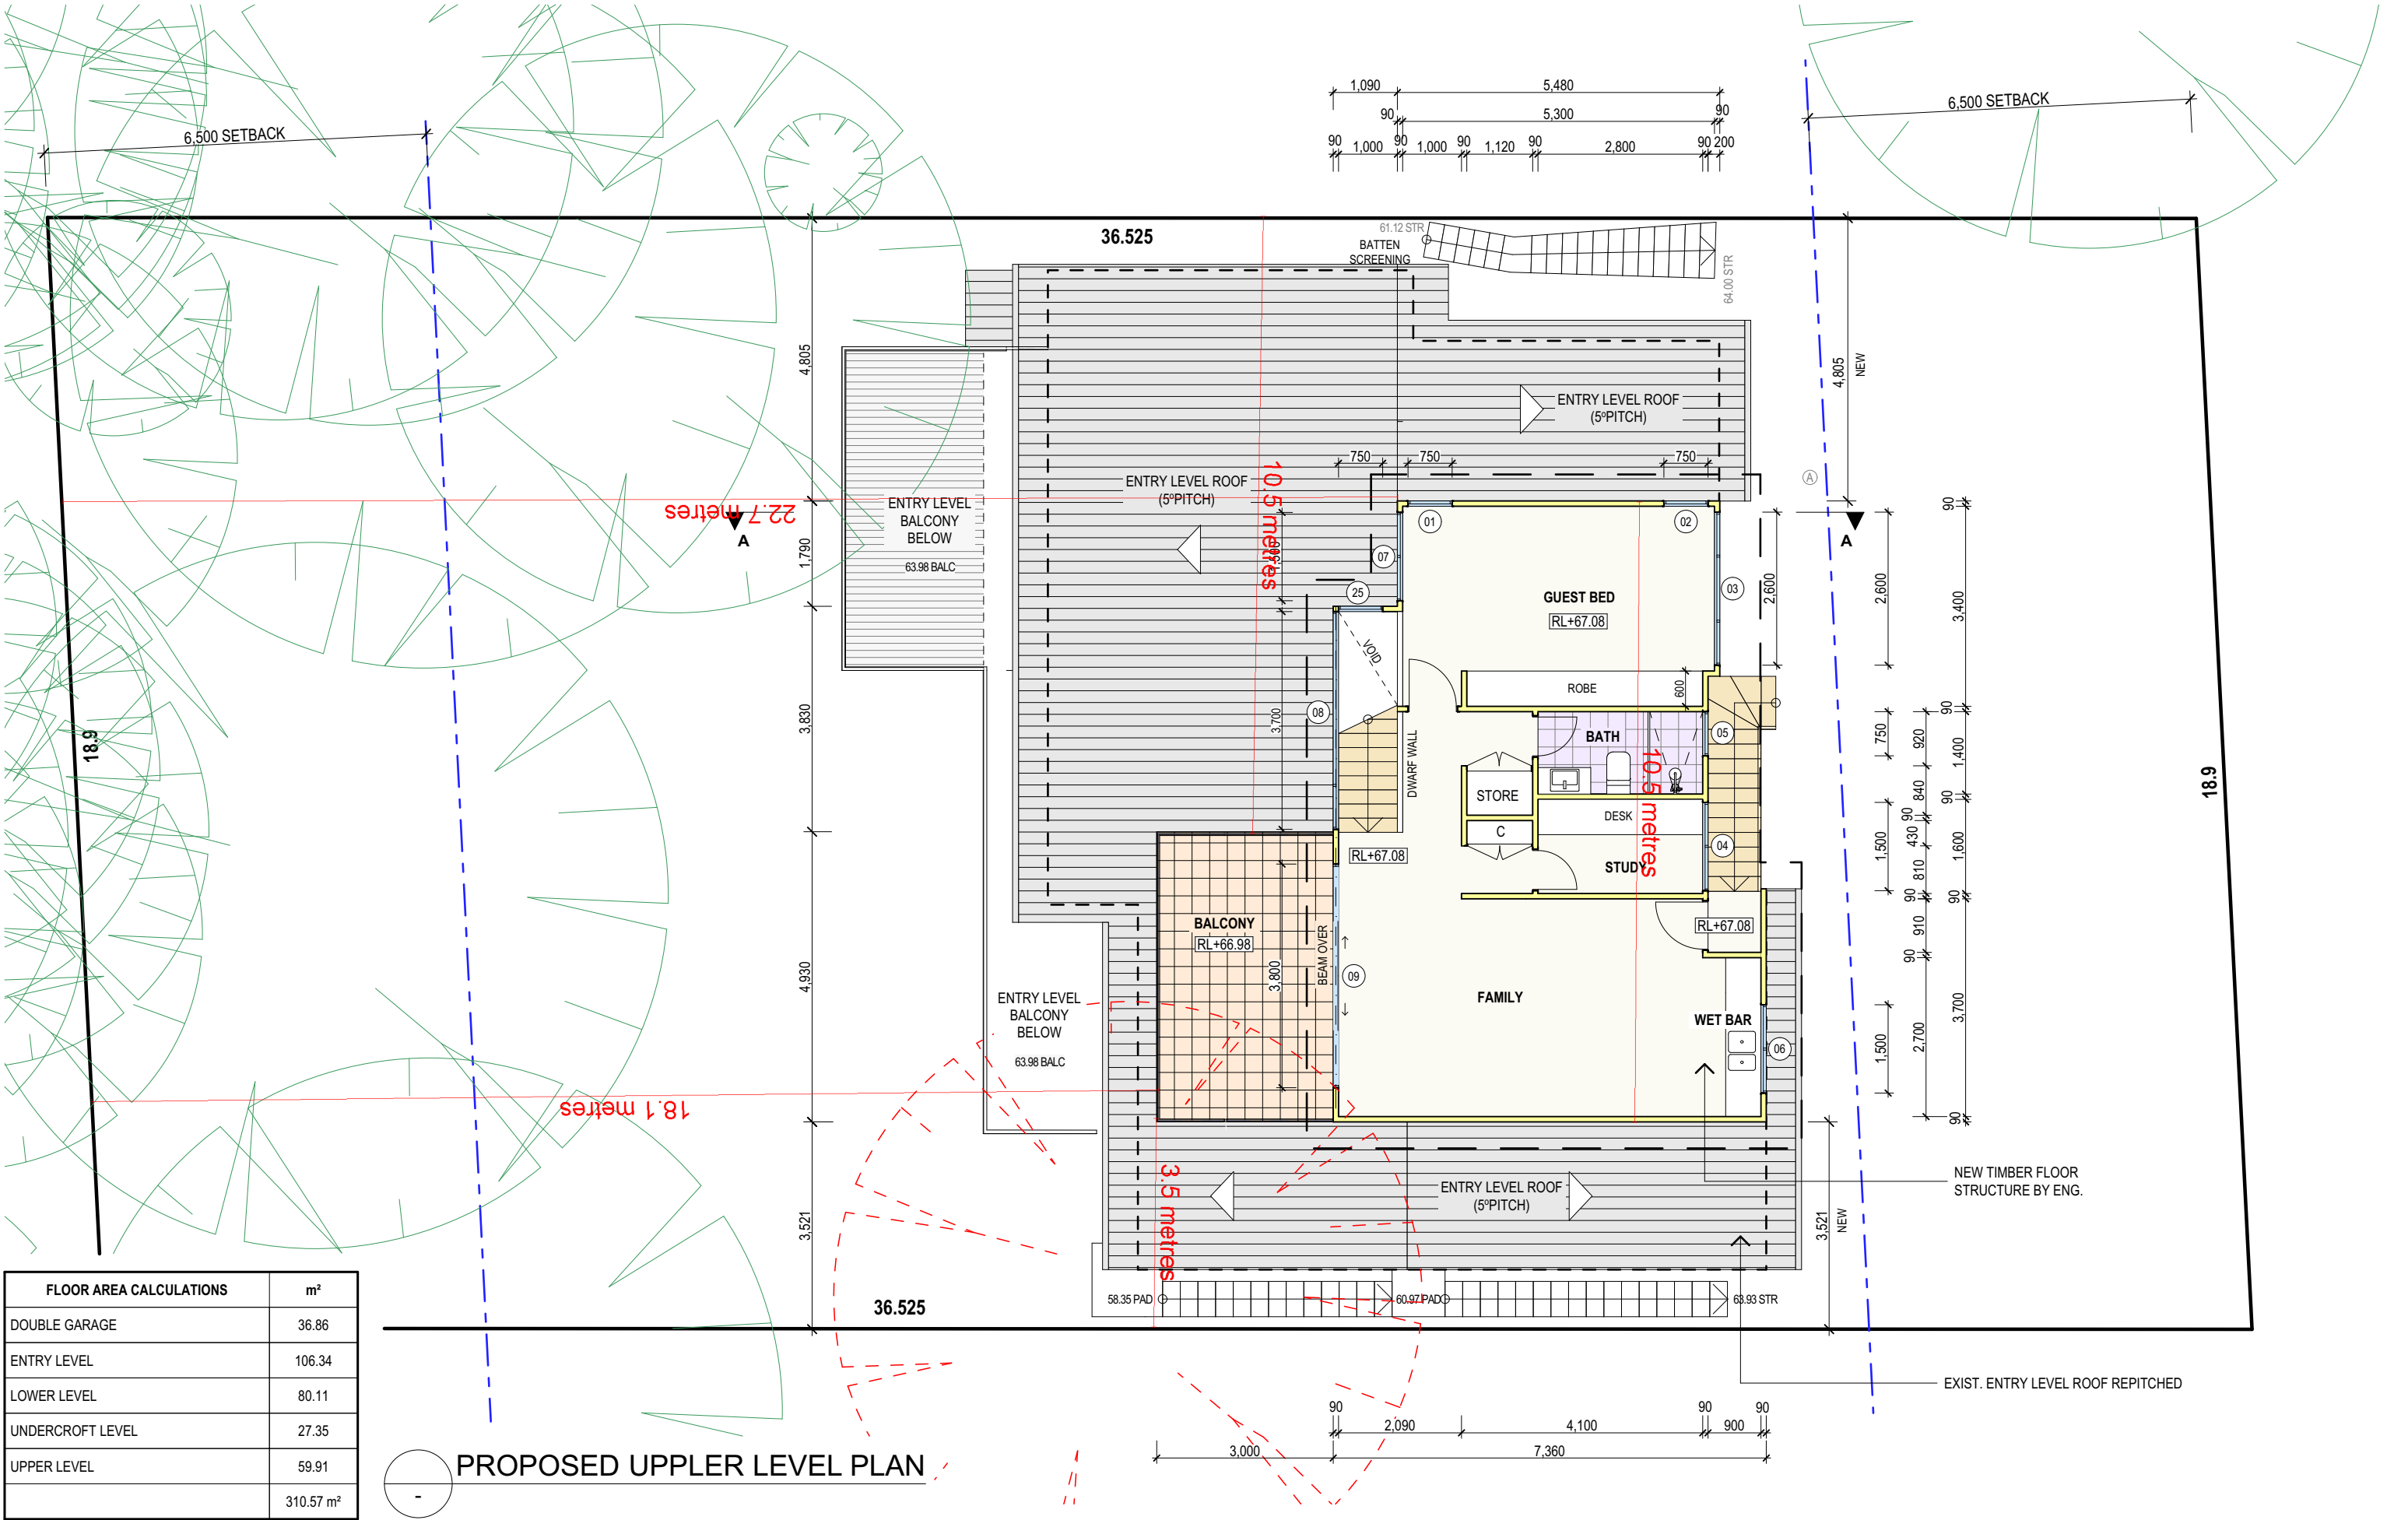 1,090
5,480
90
5,300
90
90
1,000
90
1,000
90
1,120
90
2,800
90
200
6,500 SETBACK
6,500 SETBACK
36.525
61.12 STR
BATTEN
SCREENING
64.00 STR
4,805
4,805
NEW
ENTRY LEVEL ROOF
(5ºPITCH)
750
750
750
ENTRY LEVEL ROOF
(5ºPITCH)
10.5 metres
22.7 metres
A
ENTRY LEVEL
BALCONY
BELOW
63.98 BALC
1,790
01
02
07
25
03
A
A
2,600
2,600
90
3,400
GUEST BED
RL+67.08
VOID
ROBE
600
08
3,700
3,830
18.9
18.9
DWARF WALL
BATH
05
750
920
90
1,400
10.5 metres
STORE
DESK
C
STUDY
04
840
90
90
430
1,500
1,600
810
90
90
RL+67.08
BALCONY
RL+66.98
BEAM OVER
3,800
09
RL+67.08
910
90
4,930
ENTRY LEVEL
BALCONY
BELOW
63.98 BALC
FAMILY
WET BAR
06
1,500
2,700
3,700
90
18.1 metres
3.5 metres
ENTRY LEVEL ROOF
(5ºPITCH)
NEW TIMBER FLOOR
STRUCTURE BY ENG.
3,521
3,521
NEW
58.35 PAD
60.97 PAD
63.93 STR
36.525
EXIST. ENTRY LEVEL ROOF REPITCHED
90
2,090
4,100
90
900
90
3,000
7,360
FLOOR AREA CALCULATIONS m²
DOUBLE GARAGE 36.86
ENTRY LEVEL 106.34
LOWER LEVEL 80.11
UNDERCROFT LEVEL 27.35
UPPER LEVEL 59.91
310.57 m²
PROPOSED UPPLER LEVEL PLAN
-